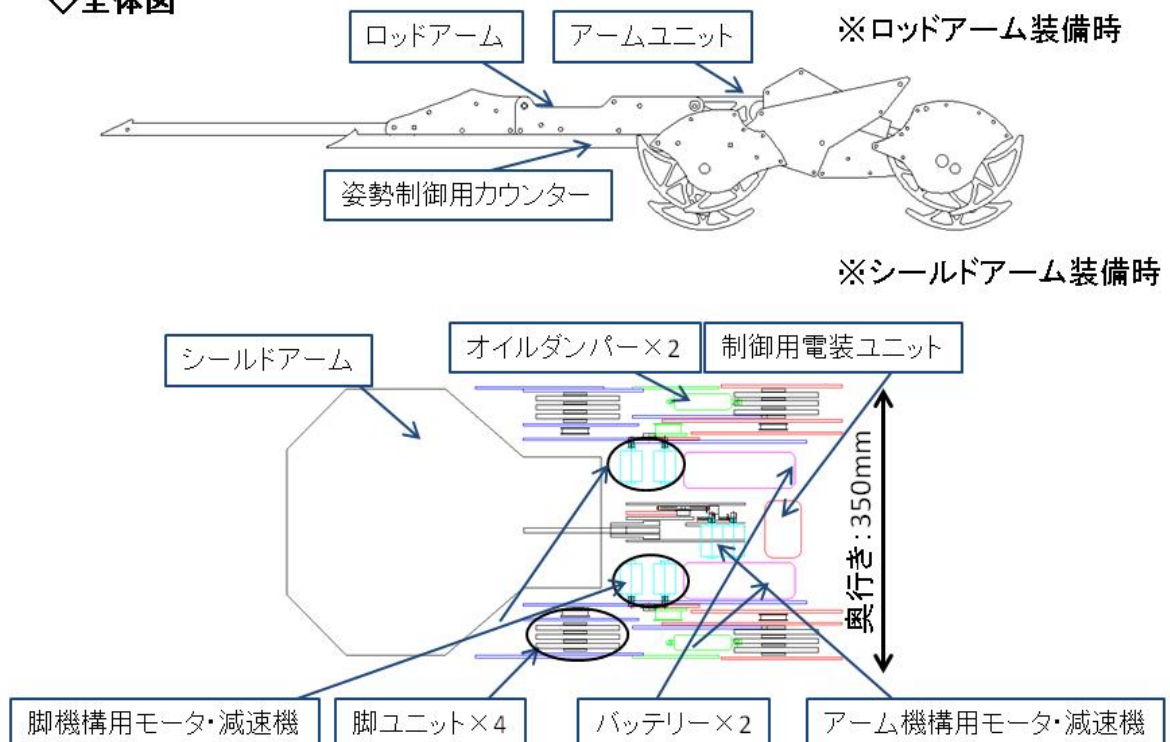 ◇全体図
ロッドアーム
アームユニット
※ロッドアーム装備時
姿勢制御用カウンター
※シールドアーム装備時
シールドアーム
オイルダンパー×2
制御用電装ユニット
奥行き:350mm
脚機構用モータ・減速機
脚ユニット×4
バッテリー×2
アーム機構用モータ・減速機